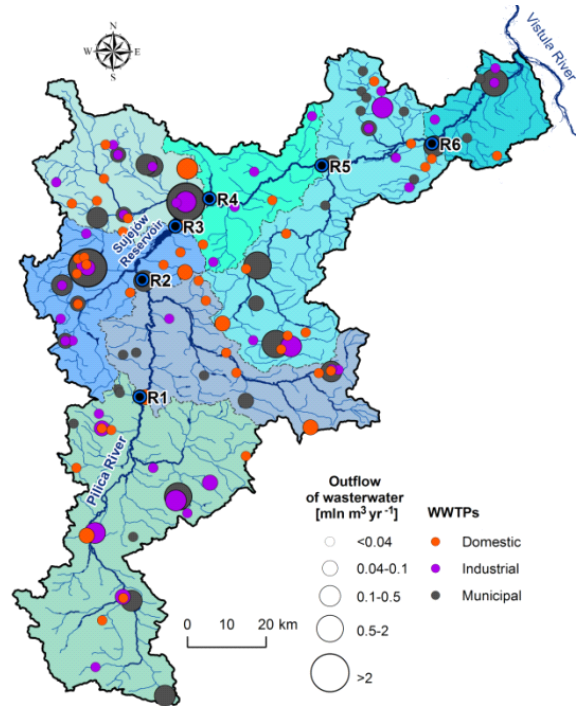 N
W
E
S
Vistula River
R6
R5
R4
R3
Sujejów
Reservoir
R2
R1
Pilica River
Outflow
of wasterwater
[mln m³ yr -¹]
WWTPs
<0.04
Domestic
0.04-0.1
Industrial
0.1-0.5
Municipal
0.5-2
>2
0 10 20 km